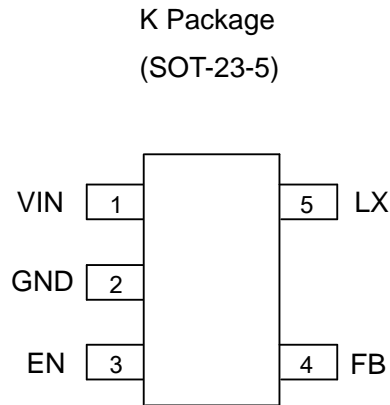 K Package
(SOT-23-5)
VIN 1 5 LX
GND 2
EN 3 4 FB